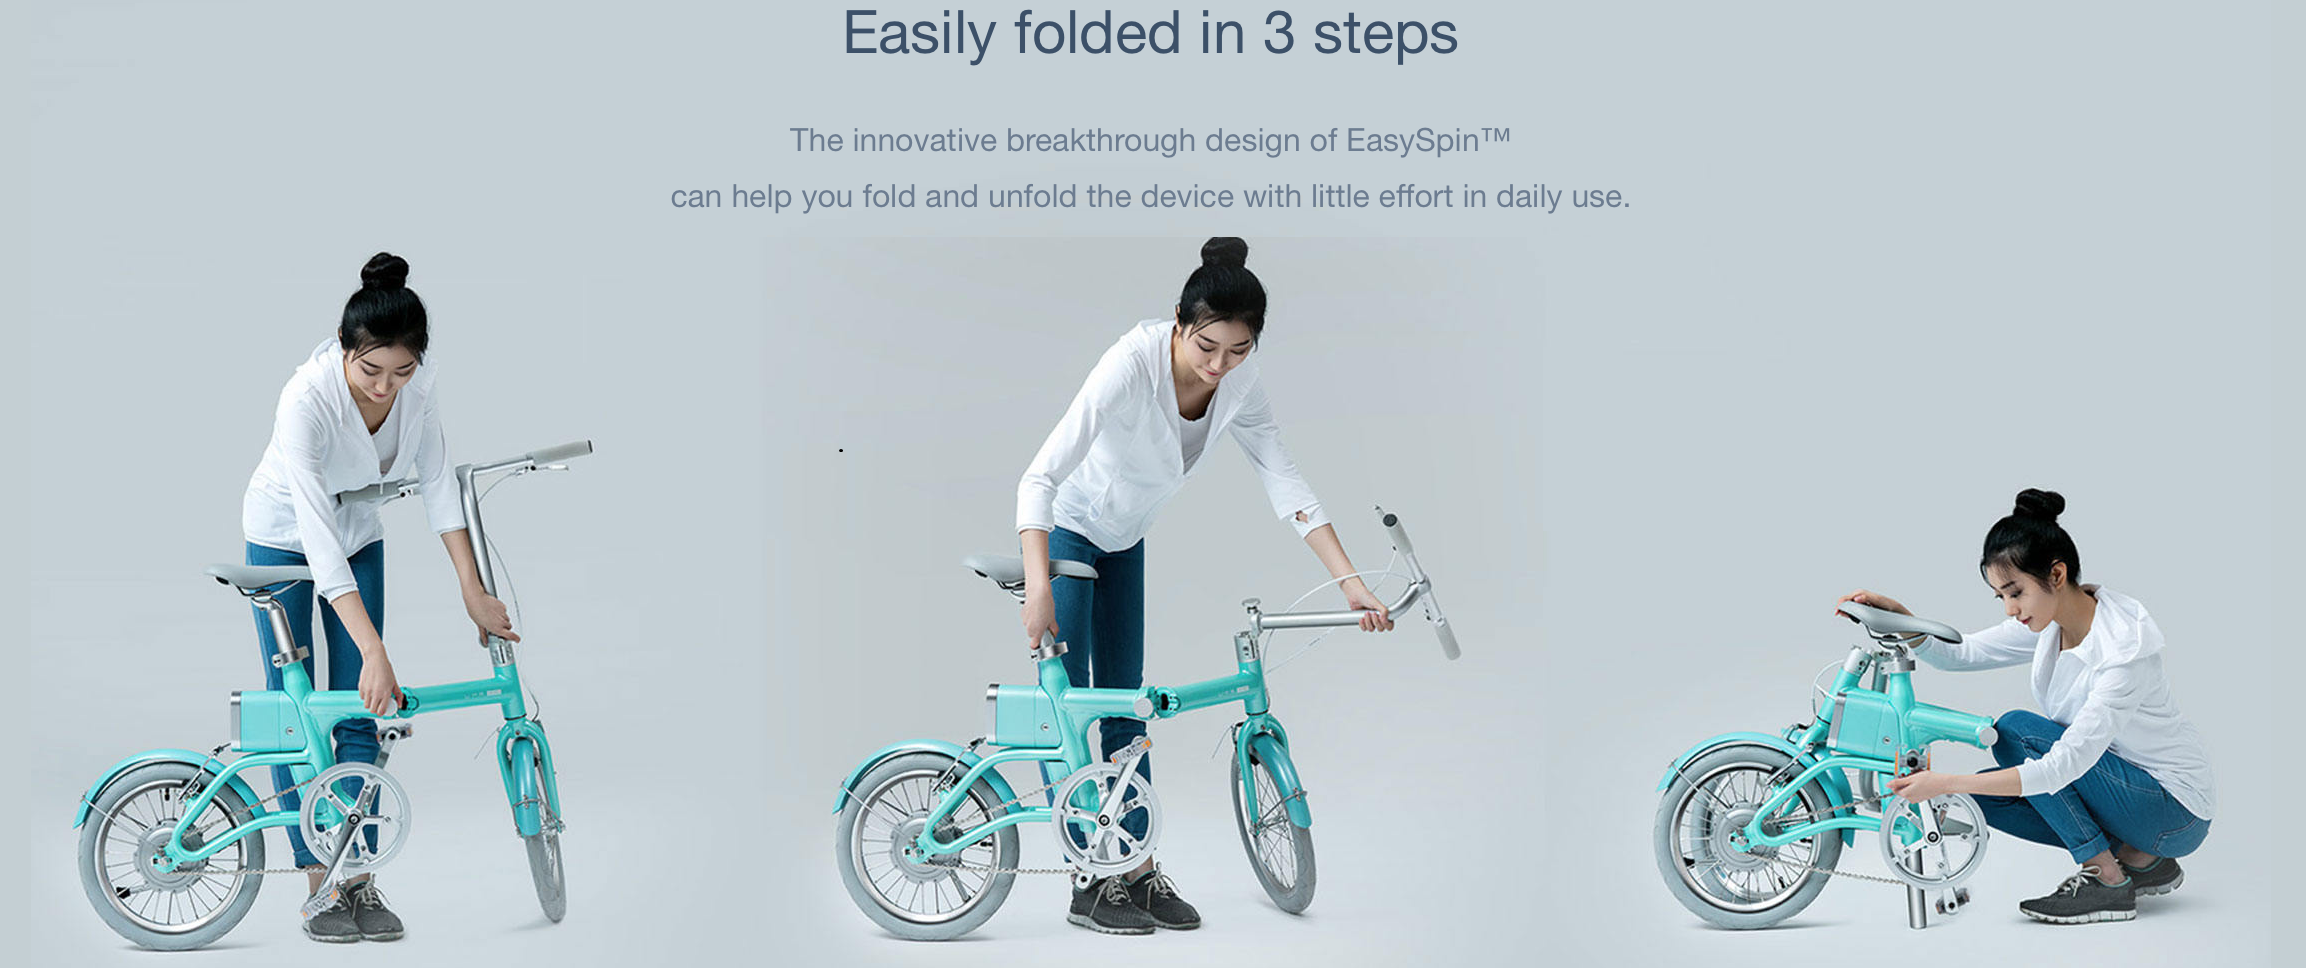 Easily folded in 3 steps
The innovative breakthrough design of EasySpin™
can help you fold and unfold the device with little effort in daily use.